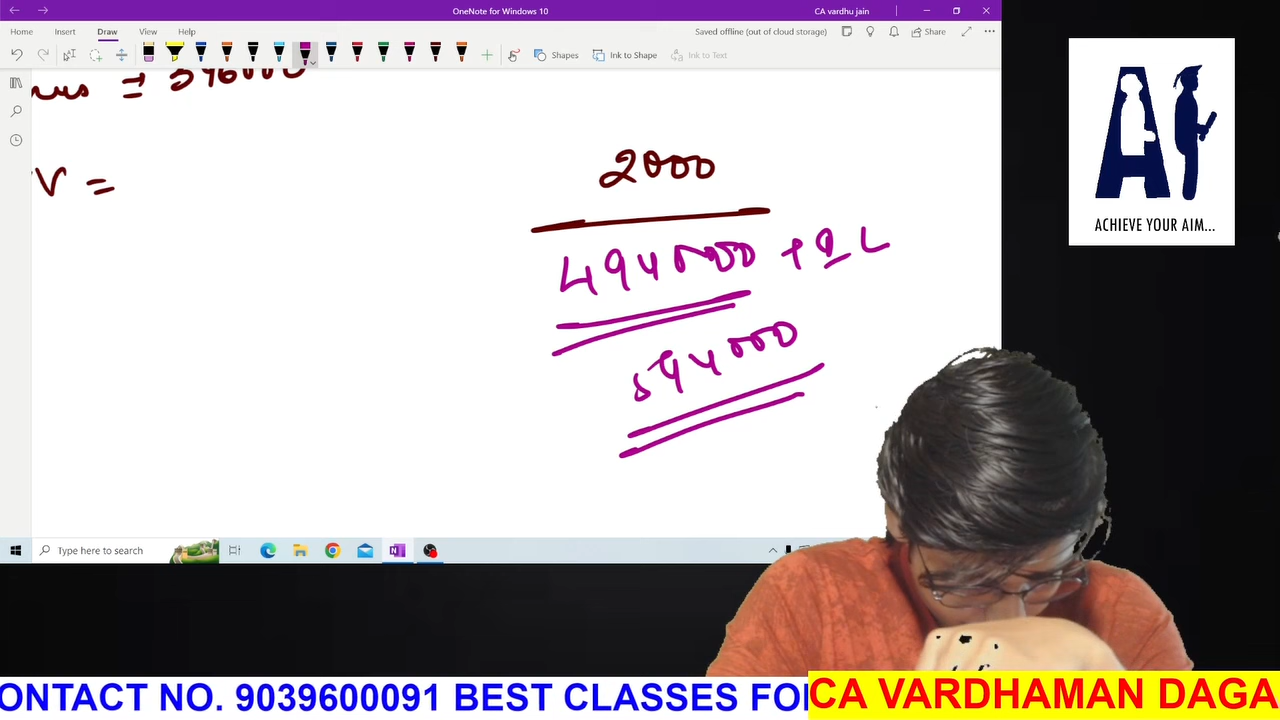 OneNote for Windows 10
CA vardhu jain
Home Insert Draw View Help
Saved offline (out of cloud storage)
Share
Shapes
Ink to Shape
Ink to Text
V =
2000
494000 + 1 L
594000
ACHIEVE YOUR AIM...
Type here to search
ONTACT NO. 9039600091 BEST CLASSES FO
CA VARDHAMAN DAGA